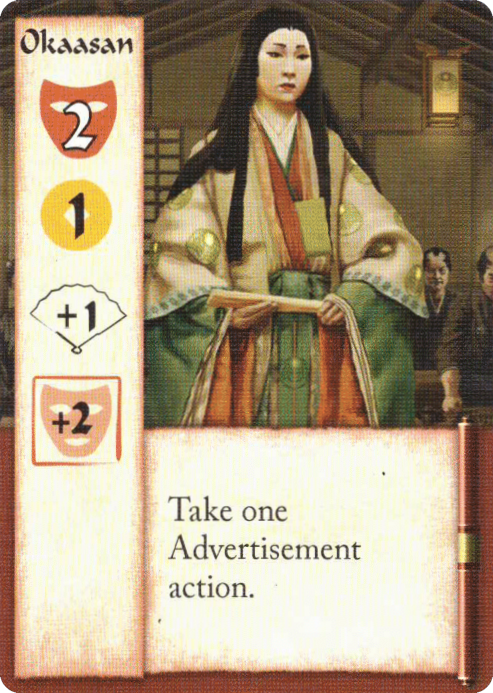 Okaasan
2
1
+1
+2
Take one
Advertisement
action.